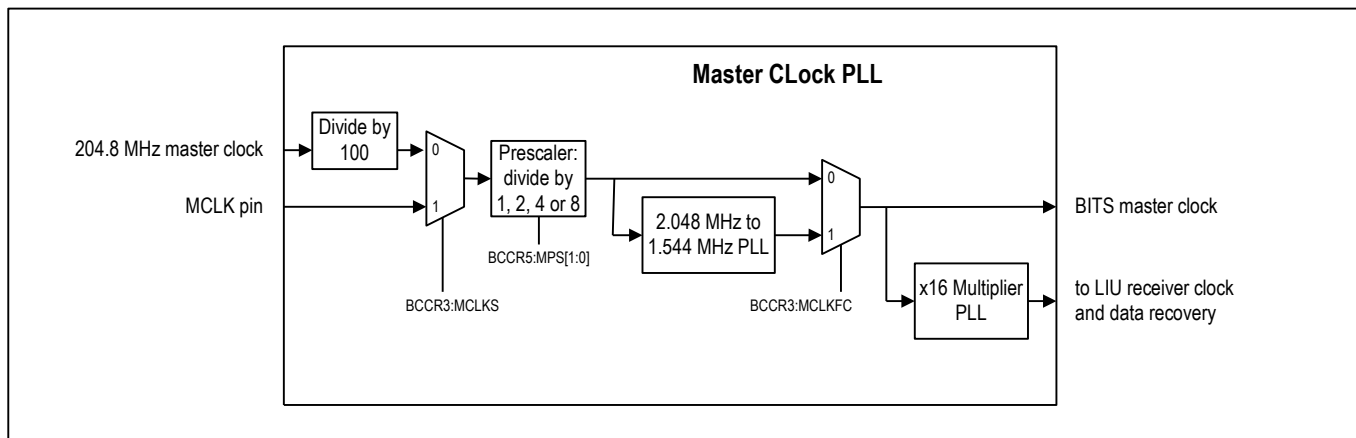 Master CLock PLL
204.8 MHz master clock
Divide by
100
0
1
MCLK pin
Prescaler:
divide by
1, 2, 4 or 8
BCCR5:MPS[1:0]
BCCR3:MCLKS
2.048 MHz to
1.544 MHz PLL
0
1
BCCR3:MCLKFC
BITS master clock
x16 Multiplier
PLL
to LIU receiver clock
and data recovery